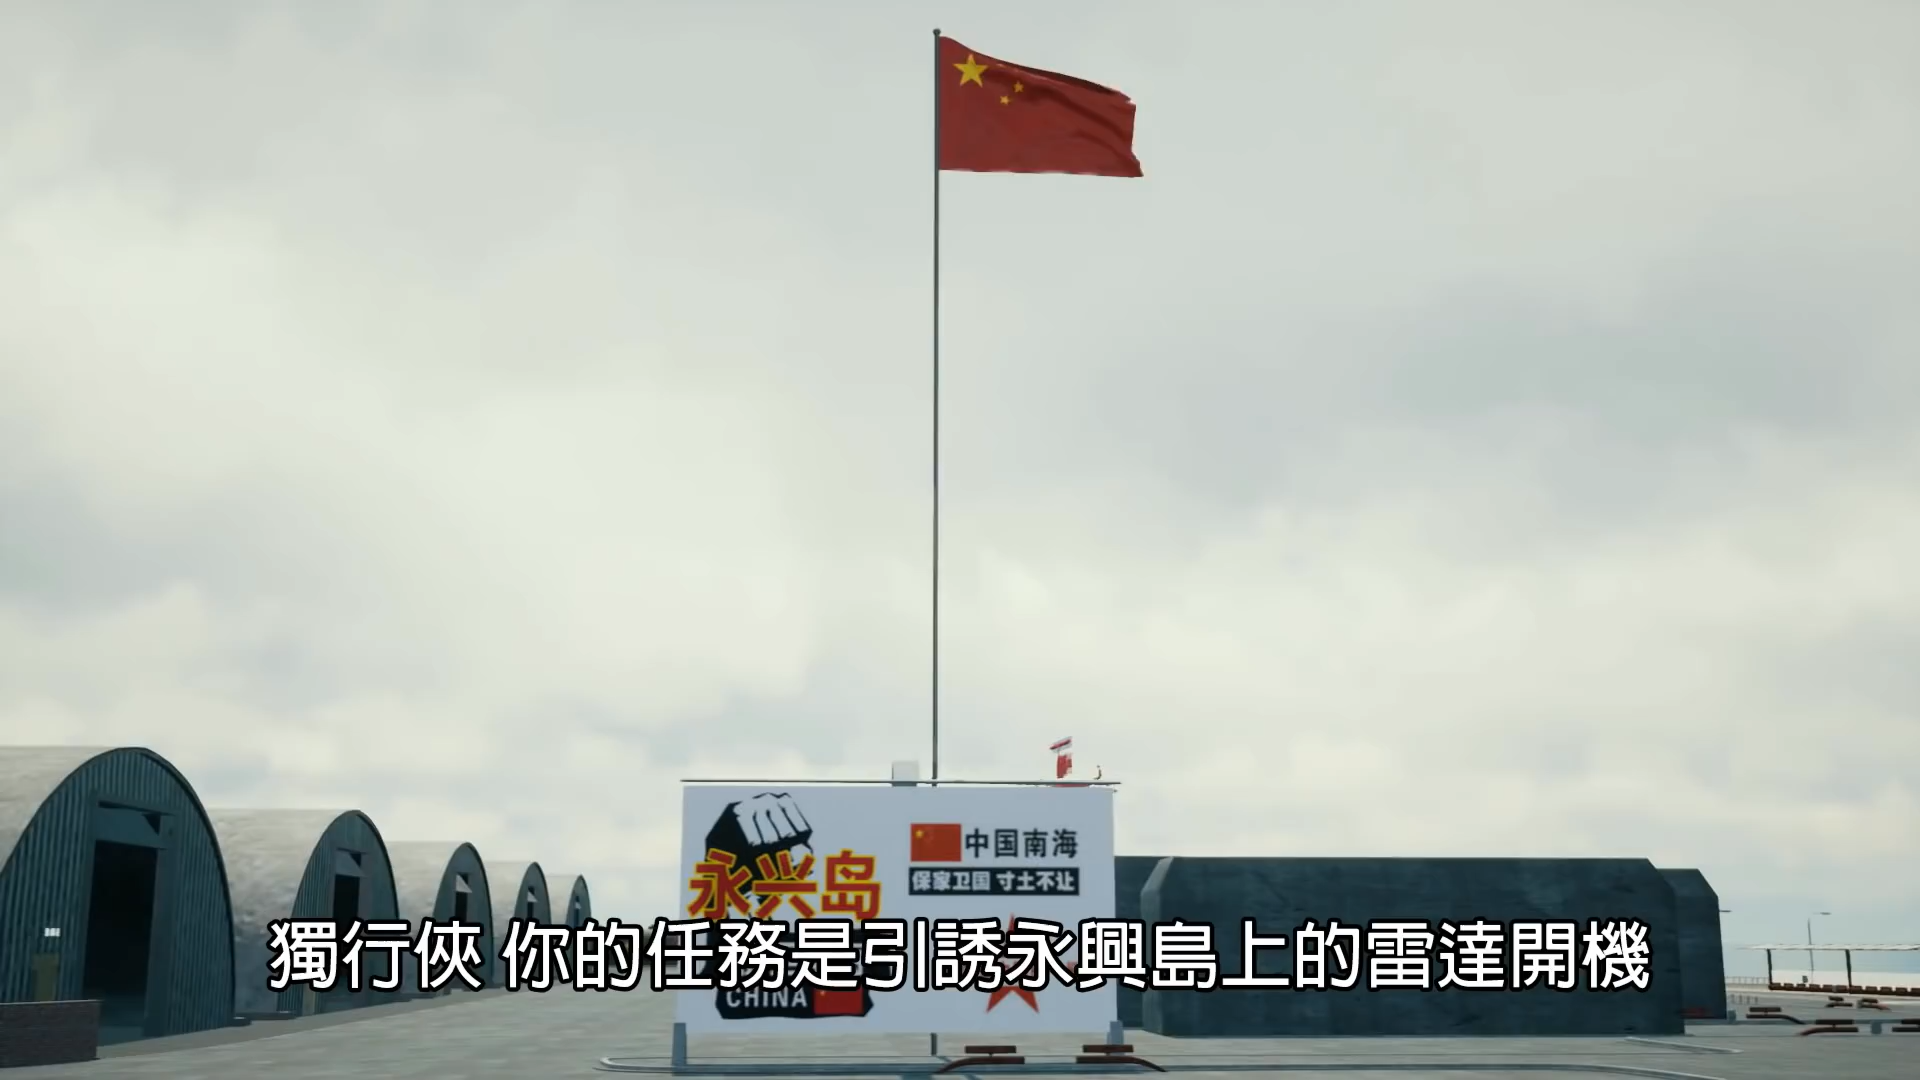 永兴岛
中国南海
保家卫国 寸土不让
獨行俠 你的任務是引誘永興島上的雷達開機
CHINA